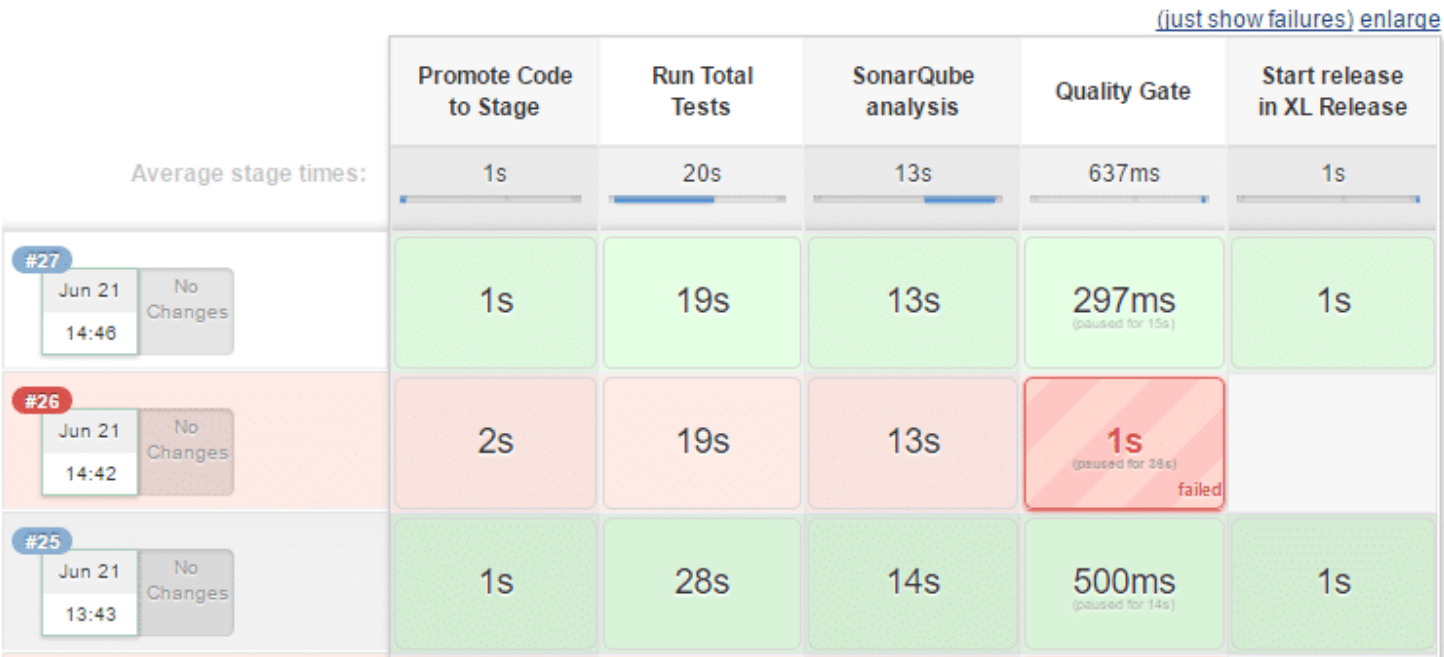 (just show failures) enlarge
Promote Code
to Stage
Run Total
Tests
SonarQube
analysis
Quality Gate
Start release
in XL Release
Average stage times:
1s
20s
13s
637ms
1s
#27
Jun 21
14:46
No
Changes
1s
19s
13s
297ms
(paused for 15s)
1s
#26
Jun 21
14:42
No
Changes
2s
19s
13s
1s
(paused for 36s)
failed
#25
Jun 21
13:43
No
Changes
1s
28s
14s
500ms
(paused for 14s)
1s